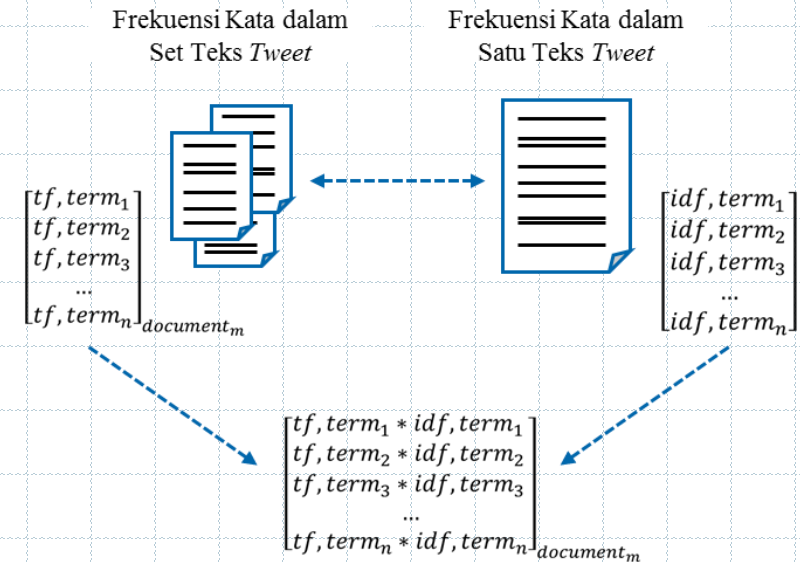 Frekuensi Kata dalam
Set Teks Tweet
Frekuensi Kata dalam
Satu Teks Tweet
[tf, term₁
tf, term₂
tf, term₃
...
tf, termₙ]documentₘ
[idf, term₁
idf, term₂
idf, term₃
...
idf, termₙ]
[tf, term₁ * idf, term₁
tf, term₂ * idf, term₂
tf, term₃ * idf, term₃
...
tf, termₙ * idf, termₙ]documentₘ